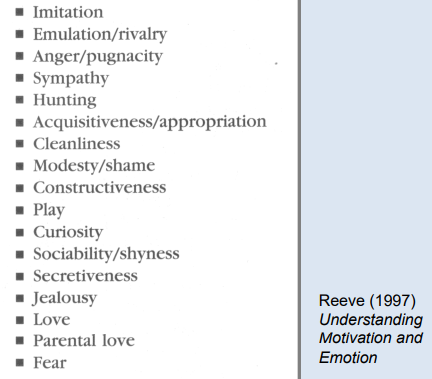 ▪ Imitation
▪ Emulation/rivalry
▪ Anger/pugnacity
▪ Sympathy
▪ Hunting
▪ Acquisitiveness/appropriation
▪ Cleanliness
▪ Modesty/shame
▪ Constructiveness
▪ Play
▪ Curiosity
▪ Sociability/shyness
▪ Secretiveness
▪ Jealousy
▪ Love
▪ Parental love
▪ Fear
Reeve (1997)
Understanding
Motivation and
Emotion